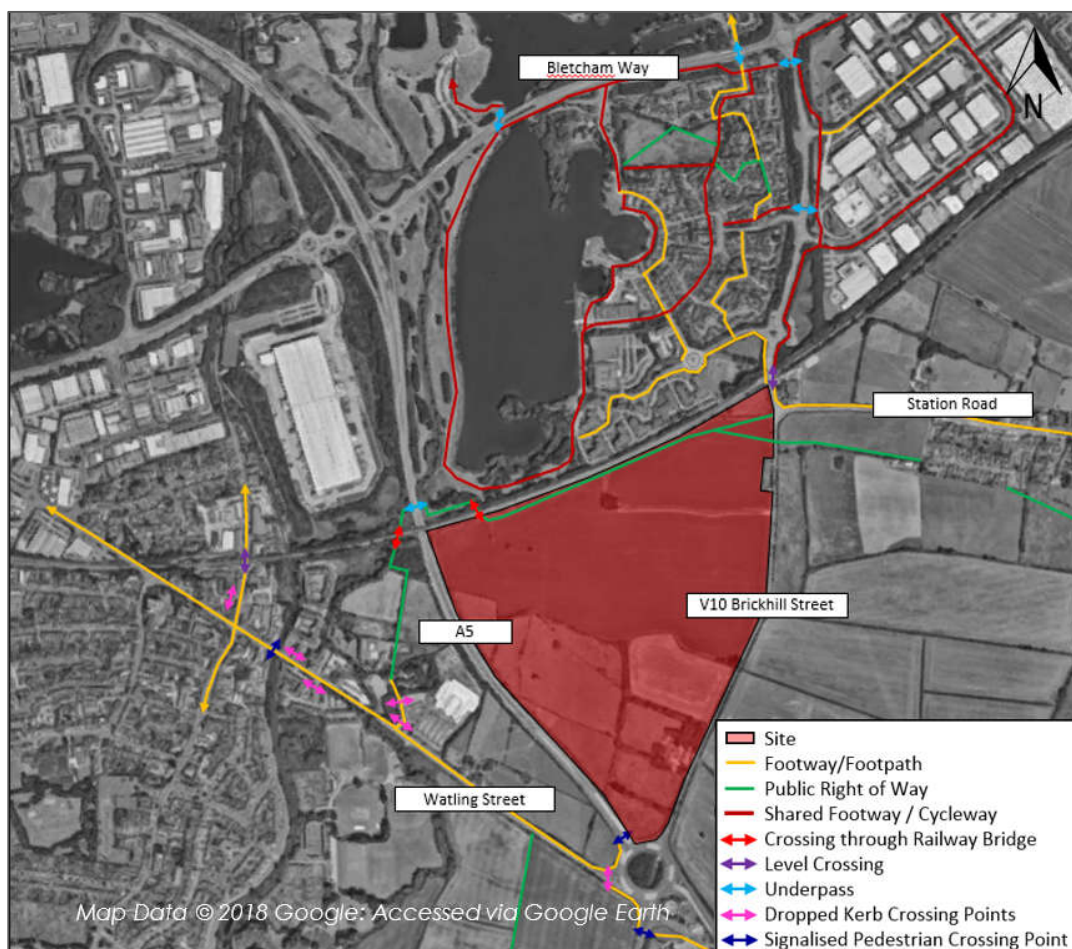 Bletcham Way
N
Station Road
V10 Brickhill Street
A5
Watling Street
Site
Footway/Footpath
Public Right of Way
Shared Footway / Cycleway
Crossing through Railway Bridge
Level Crossing
Underpass
Dropped Kerb Crossing Points
Signalised Pedestrian Crossing Point
Map Data © 2018 Google: Accessed via Google Earth